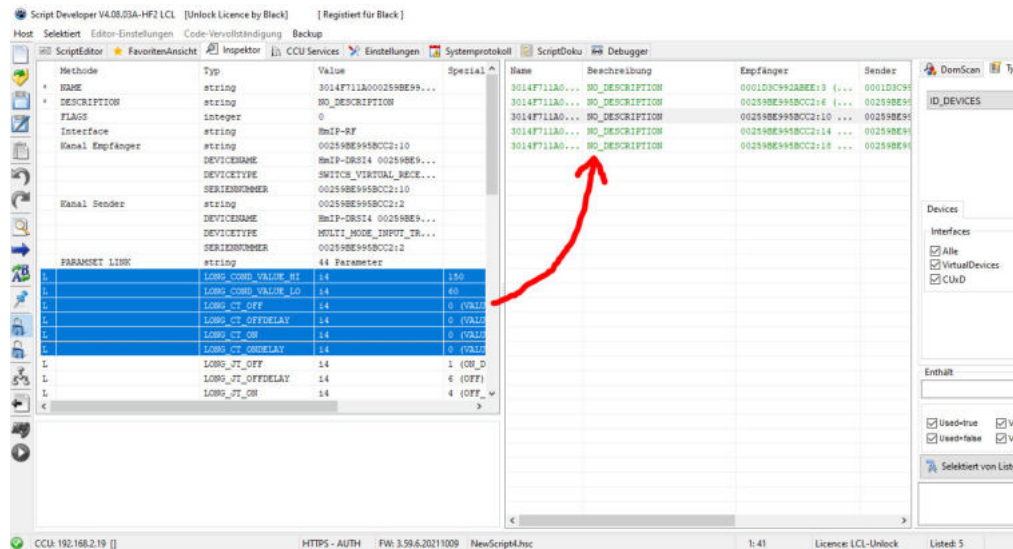 Script Developer V4.08.03A-HF2 LCL [Unlock Licence by Black] [ Registiert für Black ]
Host Selektiert Editor-Einstellungen Code-Vervollständigung Backup
ScriptEditor FavoritenAnsicht Inspektor CCU Services Einstellungen Systemprotokoll ScriptDoku Debugger
Methode Typ Value Spezial
* NAME string 3014F711A000259BE99...
* DESCRIPTION string NO_DESCRIPTION
FLAGS integer 0
Interface string HmIP-RF
Kanal Empfänger string 00259BE995BCC2:10
DEVICENAME HmIP-DRSI4 00259BE9...
DEVICETYPE SWITCH_VIRTUAL_RECE...
SERIENNUMMER 00259BE995BCC2:10
Kanal Sender string 00259BE995BCC2:2
DEVICENAME HmIP-DRSI4 00259BE9...
DEVICETYPE MULTI_MODE_INPUT_TR...
SERIENNUMMER 00259BE995BCC2:2
PARAMSET LINK string 44 Parameter
L LONG_COND_VALUE_HI i4 150
L LONG_COND_VALUE_LO i4 60
L LONG_CT_OFF i4 0 (VALU
L LONG_CT_OFFDELAY i4 0 (VALU
L LONG_CT_ON i4 0 (VALU
L LONG_CT_ONDELAY i4 0 (VALU
L LONG_JT_OFF i4 1 (ON_D
L LONG_JT_OFFDELAY i4 6 (OFF)
L LONG_JT_ON i4 4 (OFF_
Name Beschreibung Empfänger Sender
3014F711A0... NO_DESCRIPTION 0001D3C992ABEE:3 (... 0001D3C99
3014F711A0... NO_DESCRIPTION 00259BE995BCC2:6 (... 00259BE99
3014F711A0... NO_DESCRIPTION 00259BE995BCC2:10 ... 00259BE99
3014F711A0... NO_DESCRIPTION 00259BE995BCC2:14 ... 00259BE99
3014F711A0... NO_DESCRIPTION 00259BE995BCC2:18 ... 00259BE99
DomScan
ID_DEVICES
Devices
Interfaces
Alle
VirtualDevices
CUxD
Enthält
Used=true
Used=false
Selektiert von List
CCU: 192.168.2.19 [] HTTPS - AUTH FW: 3.59.6.20211009 NewScript4.hsc 1: 41 Licence: LCL-Unlock Listed: 5